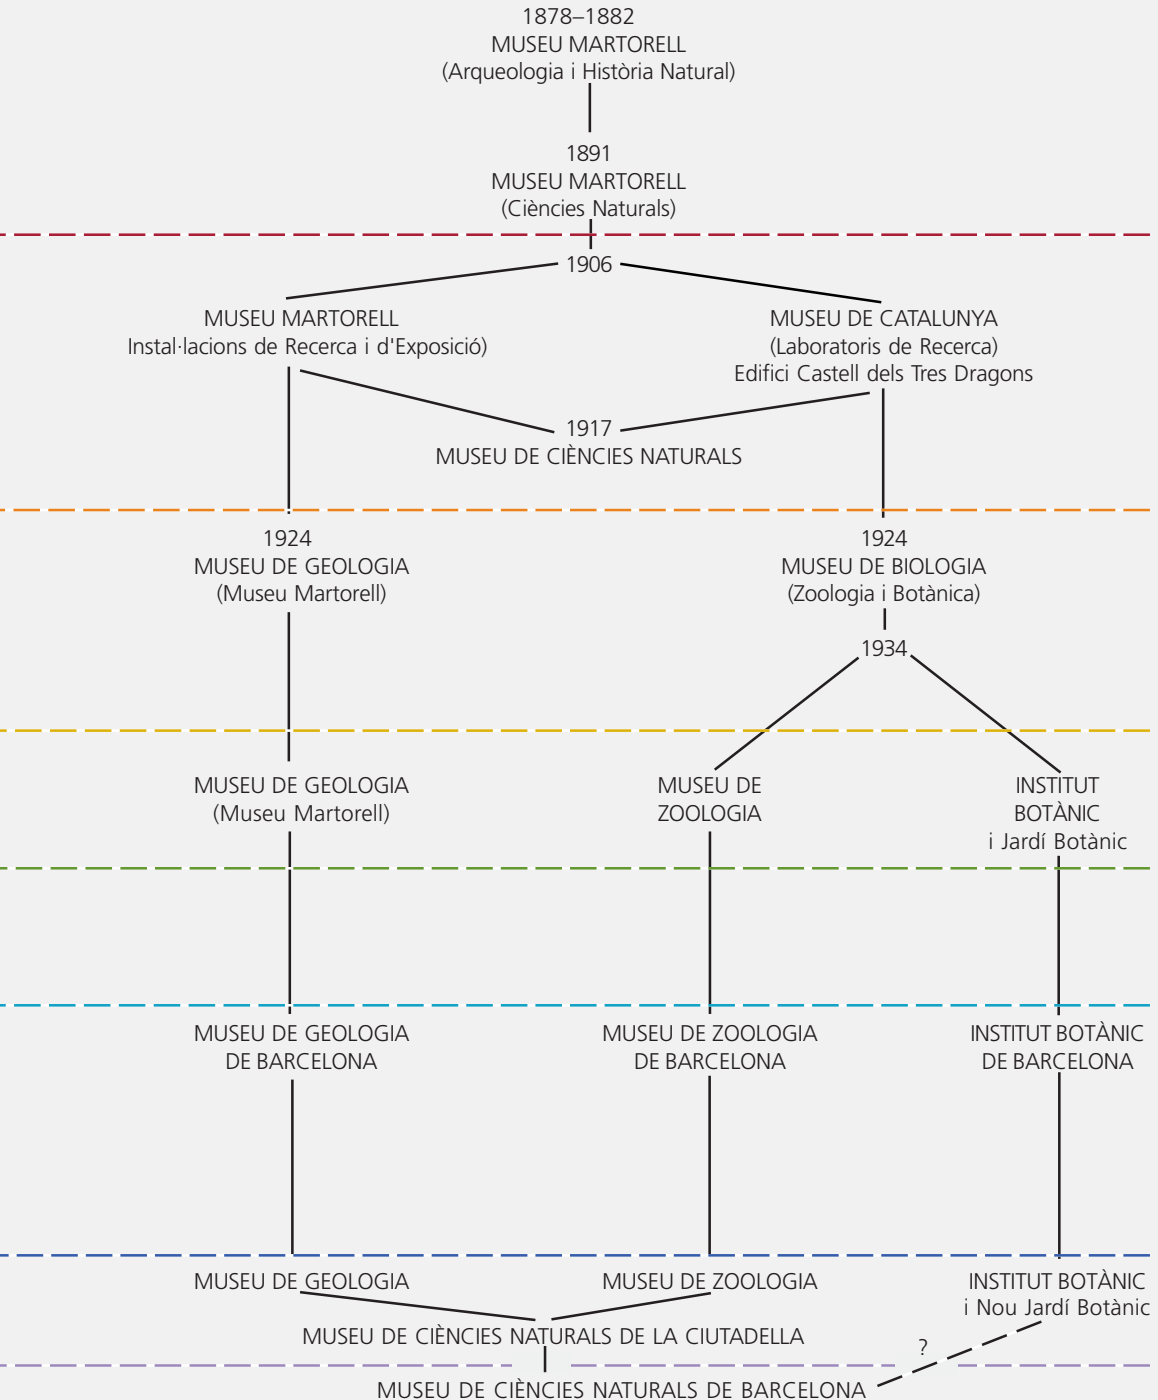 1878–1882
MUSEU MARTORELL
(Arqueologia i Història Natural)
1891
MUSEU MARTORELL
(Ciències Naturals)
1906
MUSEU MARTORELL
Instal·lacions de Recerca i d'Exposició)
MUSEU DE CATALUNYA
(Laboratoris de Recerca)
Edifici Castell dels Tres Dragons
1917
MUSEU DE CIÈNCIES NATURALS
1924
MUSEU DE GEOLOGIA
(Museu Martorell)
1924
MUSEU DE BIOLOGIA
(Zoologia i Botànica)
1934
MUSEU DE GEOLOGIA
(Museu Martorell)
MUSEU DE
ZOOLOGIA
INSTITUT
BOTÀNIC
i Jardí Botànic
MUSEU DE GEOLOGIA
DE BARCELONA
MUSEU DE ZOOLOGIA
DE BARCELONA
INSTITUT BOTÀNIC
DE BARCELONA
MUSEU DE GEOLOGIA
MUSEU DE ZOOLOGIA
INSTITUT BOTÀNIC
i Nou Jardí Botànic
MUSEU DE CIÈNCIES NATURALS DE LA CIUTADELLA
?
MUSEU DE CIÈNCIES NATURALS DE BARCELONA